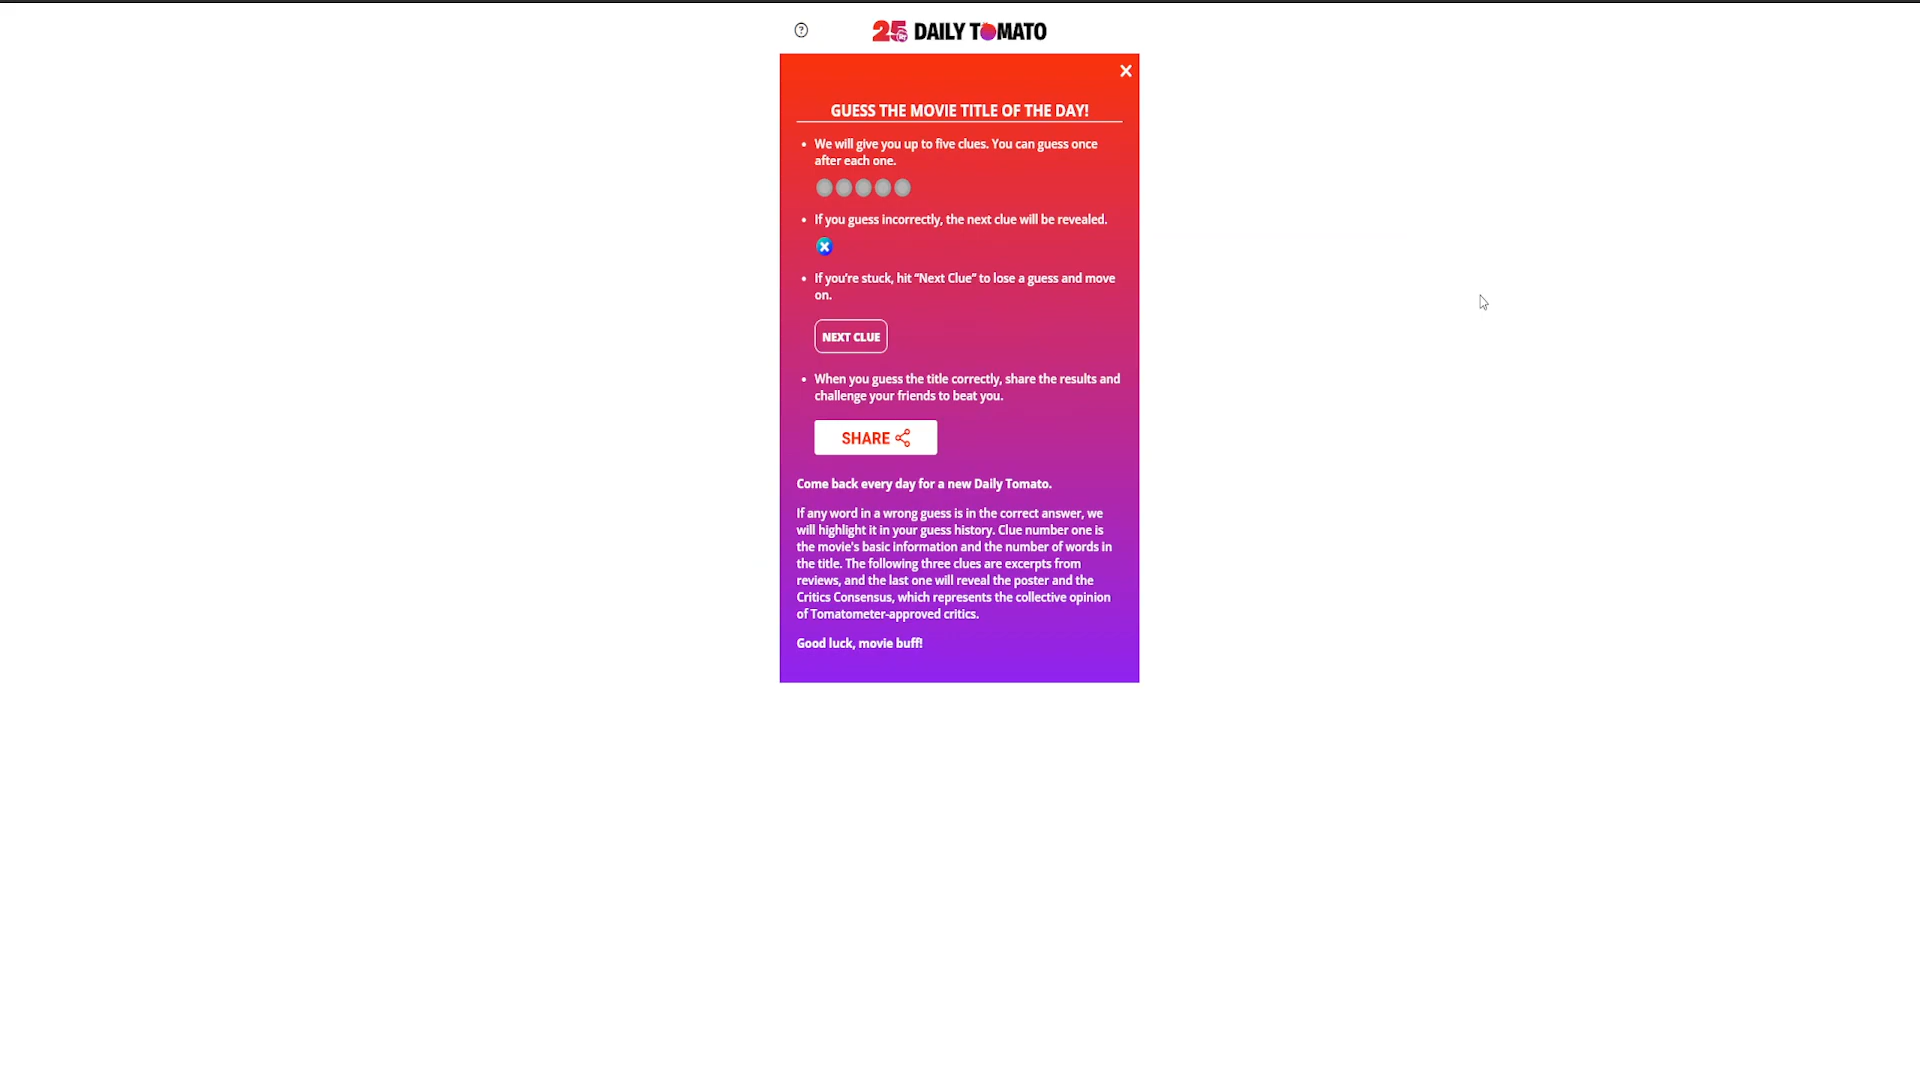 25 DAILY TOMATO
GUESS THE MOVIE TITLE OF THE DAY!
• We will give you up to five clues. You can guess once
after each one.
• If you guess incorrectly, the next clue will be revealed.
• If you're stuck, hit “Next Clue” to lose a guess and move
on.
NEXT CLUE
• When you guess the title correctly, share the results and
challenge your friends to beat you.
SHARE
Come back every day for a new Daily Tomato.
If any word in a wrong guess is in the correct answer, we
will highlight it in your guess history. Clue number one is
the movie's basic information and the number of words in
the title. The following three clues are excerpts from
reviews, and the last one will reveal the poster and the
Critics Consensus, which represents the collective opinion
of Tomatometer-approved critics.
Good luck, movie buff!